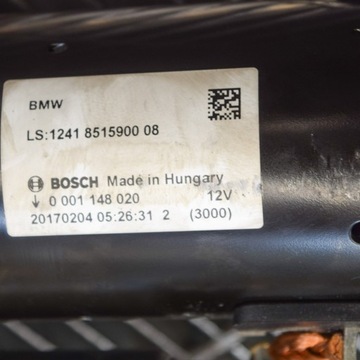 BMW
LS:1241 8515900 08
BOSCH Made in Hungary
↓ 0 001 148 020 12V
20170204 05:26:31 2 (3000)